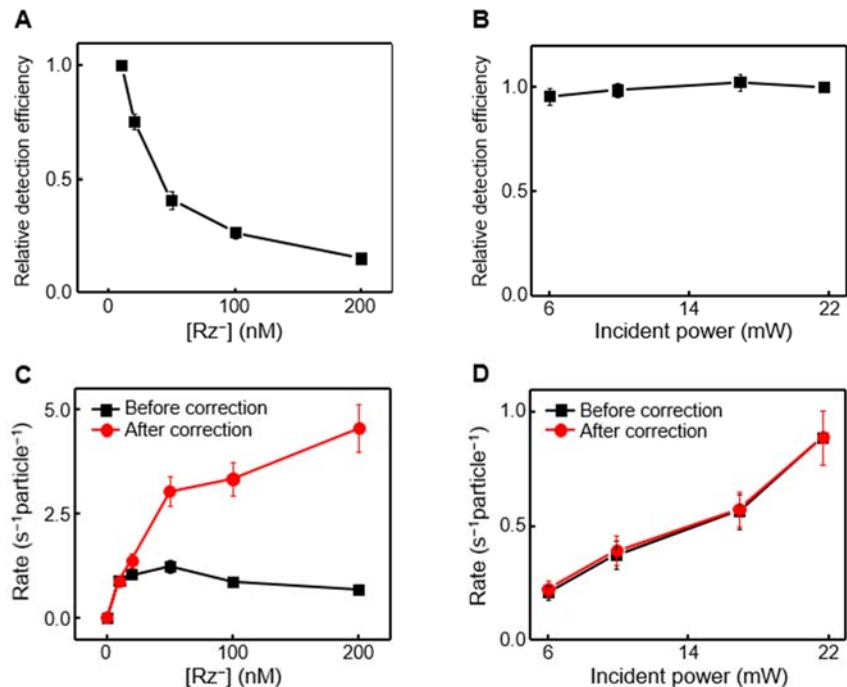 A
Relative detection efficiency
1.0
0.5
0.0
0
100
200
[Rz⁻] (nM)
B
Relative detection efficiency
1.0
0.5
0.0
6
14
22
Incident power (mW)
C
Before correction
After correction
Rate (s⁻¹particle⁻¹)
5.0
2.5
0.0
0
100
200
[Rz⁻] (nM)
D
Before correction
After correction
Rate (s⁻¹particle⁻¹)
1.0
0.5
0.0
6
14
22
Incident power (mW)